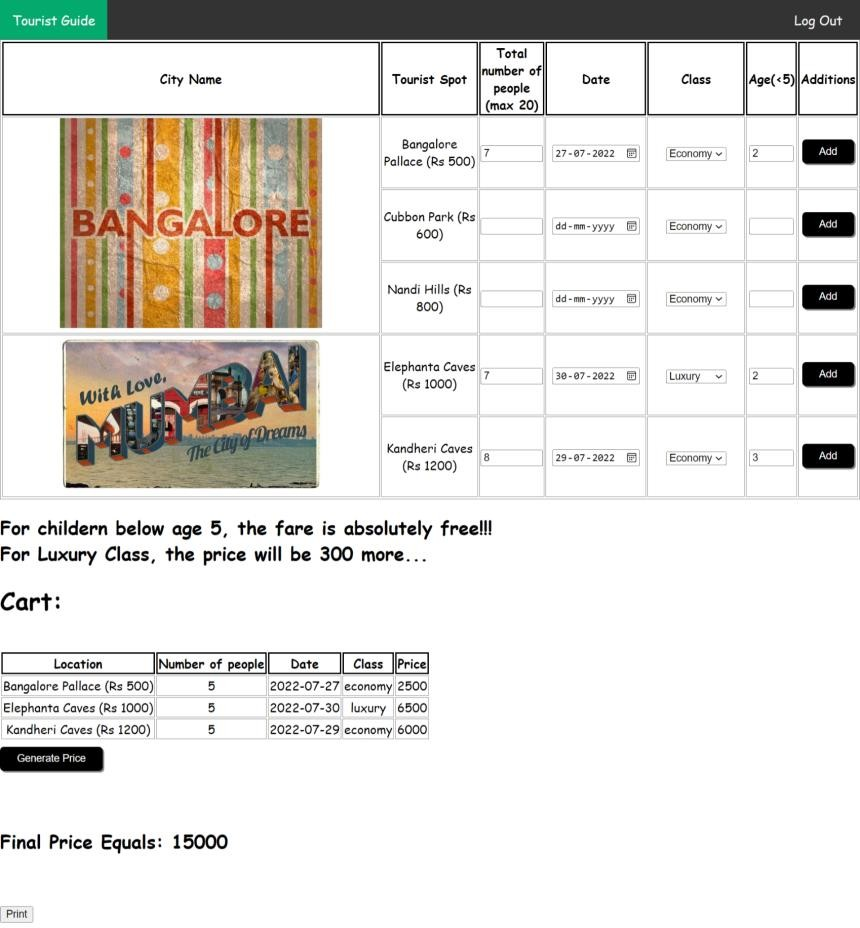 Tourist Guide Log Out
City Name Tourist Spot Total number of people (max 20) Date Class Age(<5) Additions
BANGALORE
Bangalore Pallace (Rs 500) 7 27-07-2022 Economy 2 Add
Cubbon Park (Rs 600) dd-mm-yyyy Economy Add
Nandi Hills (Rs 800) dd-mm-yyyy Economy Add
With Love,
MUMBAI
The City of Dreams
Elephanta Caves (Rs 1000) 7 30-07-2022 Luxury 2 Add
Kandheri Caves (Rs 1200) 8 29-07-2022 Economy 3 Add
For childern below age 5, the fare is absolutely free!!!
For Luxury Class, the price will be 300 more...
Cart:
Location Number of people Date Class Price
Bangalore Pallace (Rs 500) 5 2022-07-27 economy 2500
Elephanta Caves (Rs 1000) 5 2022-07-30 luxury 6500
Kandheri Caves (Rs 1200) 5 2022-07-29 economy 6000
Generate Price
Final Price Equals: 15000
Print